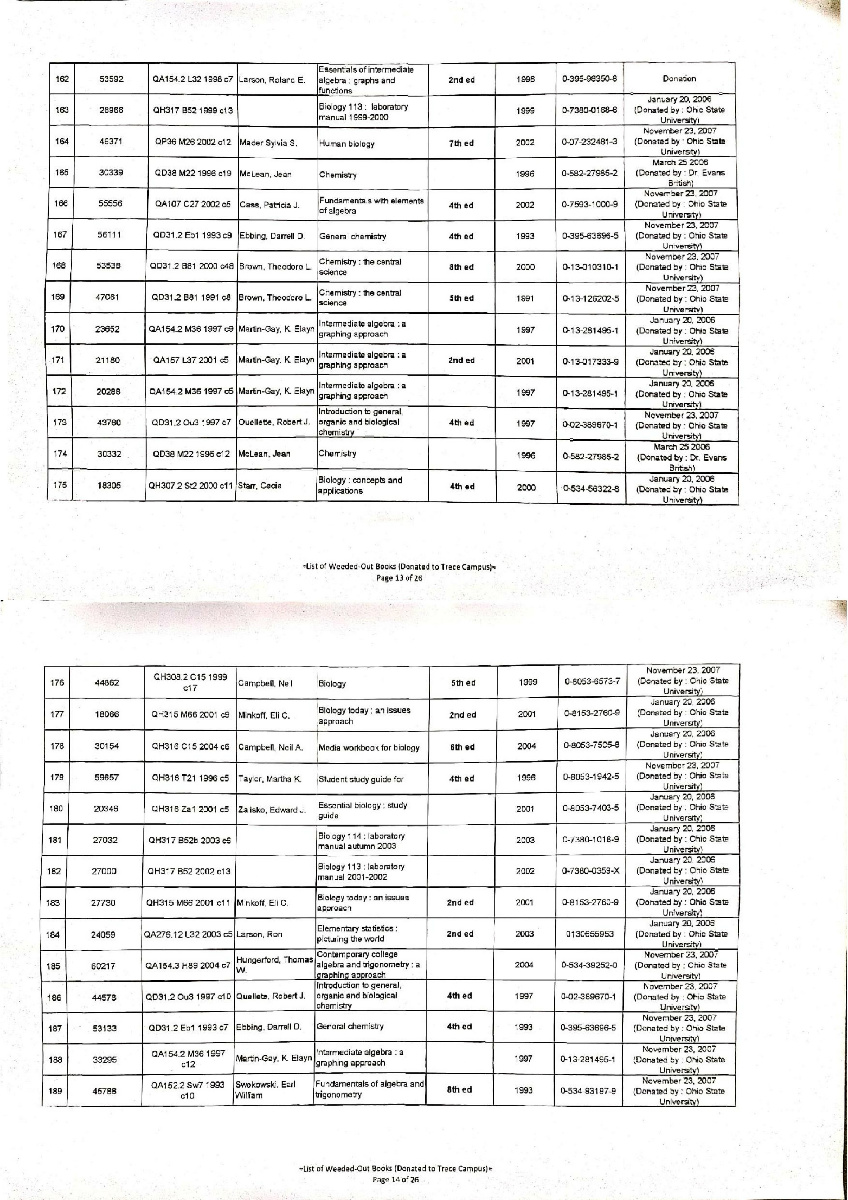 162 53592 QA154.2 L32 1996 c7 Larson, Roland E. Essentials of intermediate algebra : graphs and functions 2nd ed 1996 0-395-98350-8 Donation
163 28966 QH317 B52 1999 c13 Biology 113 : laboratory manual 1999-2000 1999 0-7380-0168-8 January 20, 2006 (Donated by : Ohio State University)
164 QP36 M26 2002 c12 Mader Sylvia S. Human biology 7th ed 2002 0-07-232481-3 November 23, 2007 (Donated by : Ohio State University)
165 30339 QD38 M22 1996 c19 McLean, Jean Chemistry 1996 0-582-27985-2 March 25 2006 (Donated by : Dr. Evans British)
166 55556 QA107 C27 2002 c5 Cass, Patricia J. Fundamentals with elements of algebra 4th ed 2002 0-7593-1000-9 November 23, 2007 (Donated by : Ohio State University)
167 56111 QD31.2 Eb1 1993 c9 Ebbing, Darrell D. General chemistry 4th ed 1993 0-395-63696-5 November 23, 2007 (Donated by : Ohio State University)
168 53538 QD31.2 B81 2000 c48 Brown, Theodore L. Chemistry : the central science 8th ed 2000 0-13-010310-1 November 23, 2007 (Donated by : Ohio State University)
169 47081 QD31.2 B81 1991 c8 Brown, Theodore L. Chemistry : the central science 5th ed 1991 0-13-126202-5 November 23, 2007 (Donated by : Ohio State University)
170 23652 QA154.2 M36 1997 c9 Martin-Gay, K. Elayn Intermediate algebra : a graphing approach 1997 0-13-281495-1 January 20, 2006 (Donated by : Ohio State University)
171 21180 QA157 L37 2001 c5 Martin-Gay, K. Elayn Intermediate algebra : a graphing approach 2nd ed 2001 0-13-017333-9 January 20, 2006 (Donated by : Ohio State University)
172 20288 QA154.2 M36 1997 c5 Martin-Gay, K. Elayn Intermediate algebra : a graphing approach 1997 0-13-281495-1 January 20, 2006 (Donated by : Ohio State University)
173 43760 QD31.2 Ou3 1997 c7 Ouellette, Robert J. Introduction to general, organic and biological chemistry 4th ed 1997 0-02-389670-1 November 23, 2007 (Donated by : Ohio State University)
174 30332 QD38 M22 1996 c12 McLean, Jean Chemistry 1996 0-582-27985-2 March 25 2006 (Donated by : Dr. Evans British)
175 18305 QH307.2 St2 2000 c11 Starr, Cecie Biology : concepts and applications 4th ed 2000 0-534-56322-8 January 20, 2006 (Donated by : Ohio State University)
=List of Weeded-Out Books (Donated to Trece Campus)=
Page 13 of 26
176 44862 QH308.2 C15 1999 c17 Campbell, Neil Biology 5th ed 1999 0-8053-6573-7 November 23, 2007 (Donated by : Ohio State University)
177 18066 QH315 M66 2001 c9 Minkoff, Eli C. Biology today : an issues approach 2nd ed 2001 0-8153-2760-9 January 20, 2006 (Donated by : Ohio State University)
178 30154 QH316 C15 2004 c6 Campbell, Neil A. Media workbook for biology 6th ed 2004 0-8053-7505-8 January 20, 2006 (Donated by : Ohio State University)
179 59657 QH316 T21 1996 c5 Taylor, Martha K. Student study guide for 4th ed 1996 0-8053-1942-5 November 23, 2007 (Donated by : Ohio State University)
180 20346 QH316 Za1 2001 c5 Zalisko, Edward J. Essential biology : study guide 2001 0-8053-7403-5 January 20, 2006 (Donated by : Ohio State University)
181 27032 QH317 B52b 2003 c5 Biology 114 : laboratory manual autumn 2003 2003 0-7380-1018-9 January 20, 2006 (Donated by : Ohio State University)
182 27000 QH317 B52 2002 c13 Biology 113 : laboratory manual 2001-2002 2002 0-7380-0359-X January 20, 2006 (Donated by : Ohio State University)
183 27730 QH315 M66 2001 c11 Minkoff, Eli C. Biology today : an issues approach 2nd ed 2001 0-8153-2760-9 January 20, 2006 (Donated by : Ohio State University)
184 24059 QA276.12 L32 2003 c5 Larson, Ron Elementary statistics : picturing the world 2nd ed 2003 0130655953 January 20, 2006 (Donated by : Ohio State University)
185 60217 QA154.3 H89 2004 c7 Hungerford, Thomas W. Contemporary college algebra and trigonometry : a graphing approach 2004 0-534-39252-0 November 23, 2007 (Donated by : Ohio State University)
186 44578 QD31.2 Ou3 1997 c10 Ouellete, Robert J. Introduction to general, organic and biological chemistry 4th ed 1997 0-02-389670-1 November 23, 2007 (Donated by : Ohio State University)
187 53133 QD31.2 Eb1 1993 c7 Ebbing, Darrell D. General chemistry 4th ed 1993 0-395-63696-5 November 23, 2007 (Donated by : Ohio State University)
188 33295 QA154.2 M36 1997 c12 Martin-Gay, K. Elayn Intermediate algebra : a graphing approach 1997 0-13-281495-1 November 23, 2007 (Donated by : Ohio State University)
189 45788 QA152.2 Sw7 1993 c10 Swokowski, Earl William Fundamentals of algebra and trigonometry 8th ed 1993 0-534-93197-9 November 23, 2007 (Donated by : Ohio State University)
=List of Weeded-Out Books (Donated to Trece Campus)=
Page 14 of 26